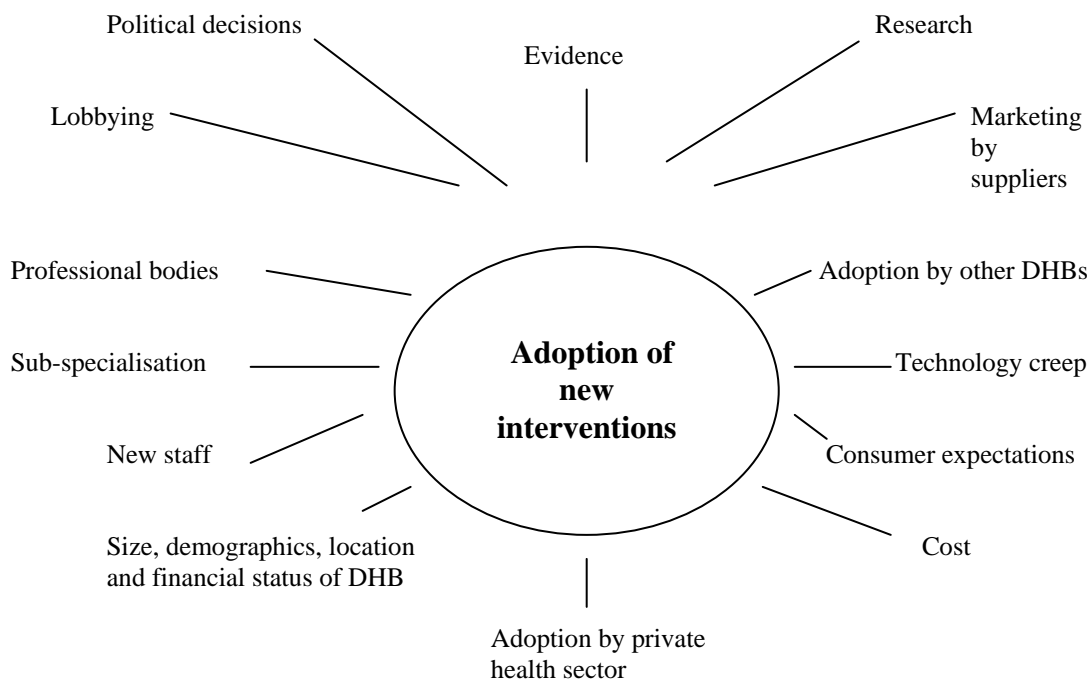 Political decisions
Research
Evidence
Lobbying
Marketing
by
suppliers
Professional bodies
Adoption by other DHBs
Adoption of
new
interventions
Sub-specialisation
Technology creep
New staff
Consumer expectations
Size, demographics, location
and financial status of DHB
Cost
Adoption by private
health sector